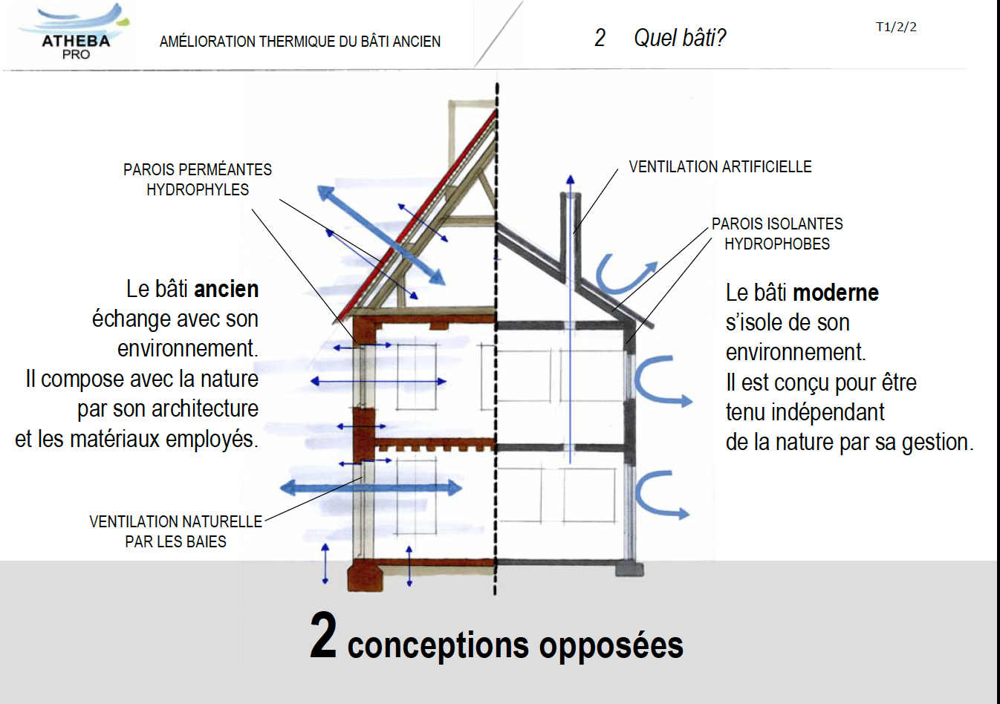 ATHEBA
PRO
AMÉLIORATION THERMIQUE DU BÂTI ANCIEN
2 Quel bâti?
T1/2/2
PAROIS PERMÉANTES
HYDROPHYLES
VENTILATION ARTIFICIELLE
PAROIS ISOLANTES
HYDROPHOBES
Le bâti ancien
échange avec son
environnement.
Il compose avec la nature
par son architecture
et les matériaux employés.
Le bâti moderne
s’isole de son
environnement.
Il est conçu pour être
tenu indépendant
de la nature par sa gestion.
VENTILATION NATURELLE
PAR LES BAIES
2 conceptions opposées